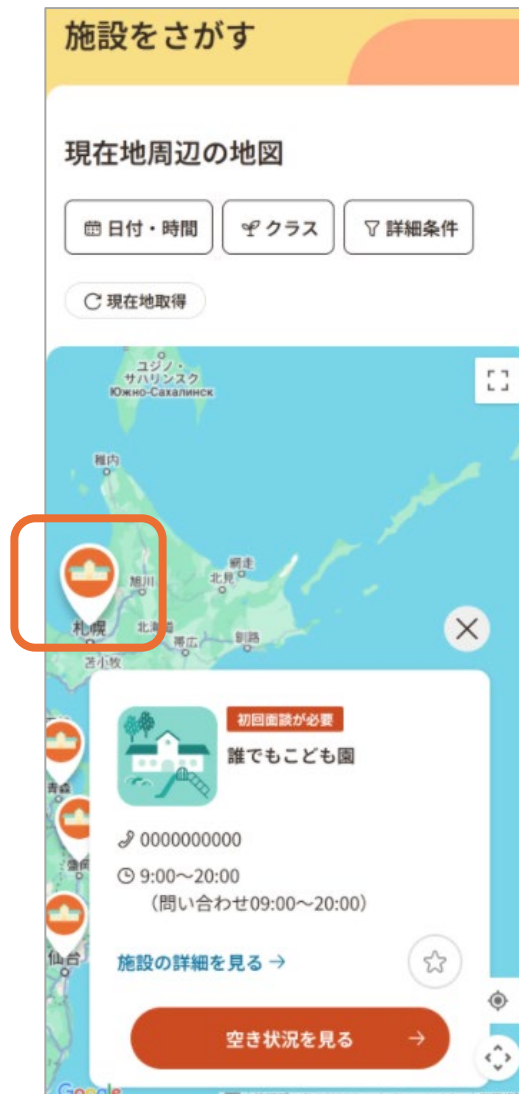 施設をさがす
現在地周辺の地図
日付・時間
クラス
詳細条件
現在地取得
ユジノ・
サハリンスク
Южно-Сахалинск
稚内
網走
旭川
北見
札幌
北海道
帯広
釧路
苫小牧
初回面談が必要
誰でもこども園
青森
0000000000
盛岡
9:00～20:00
（問い合わせ09:00～20:00）
仙台
施設の詳細を見る→
空き状況を見る →
Google